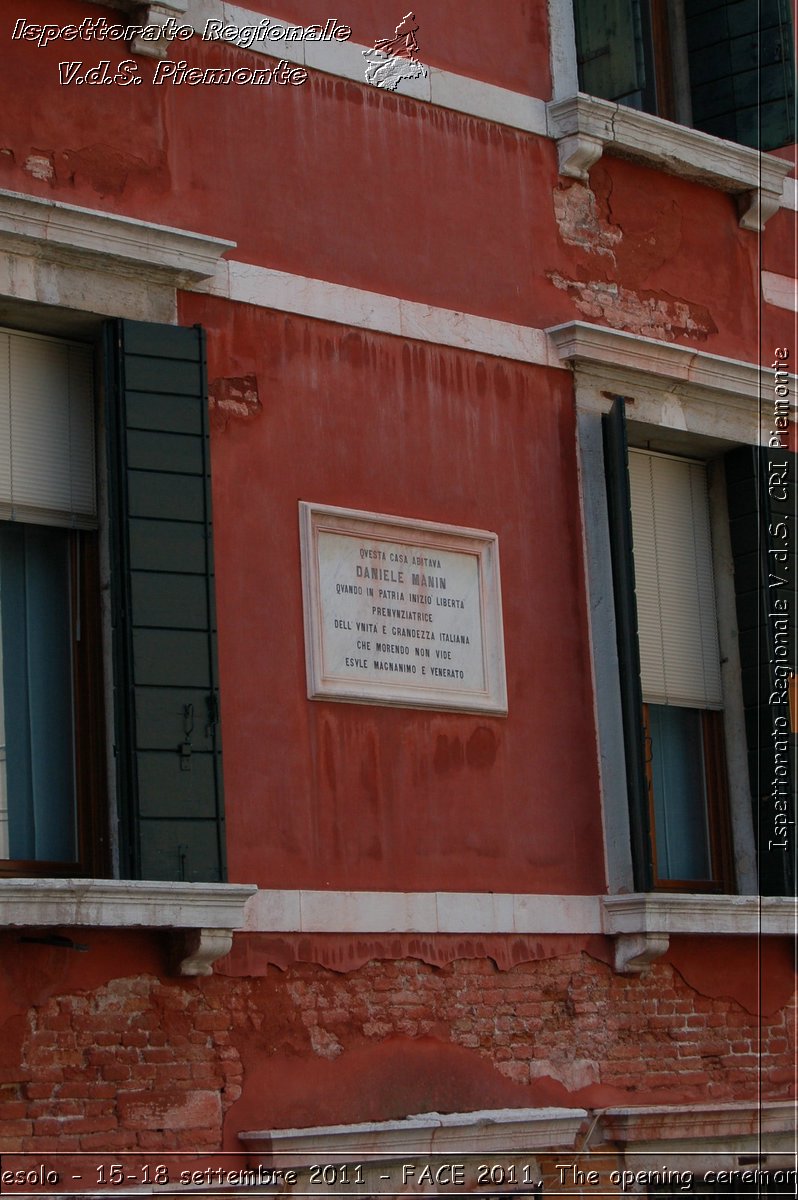 Ispettorato Regionale
V.d.S. Piemonte
QVESTA CASA ABITAVA
DANIELE MANIN
QVANDO IN PATRIA INIZIO LIBERTA
PRENVNZIATRICE
DELL VNITA E GRANDEZZA ITALIANA
CHE MORENDO NON VIDE
ESVLE MAGNANIMO E VENERATO
Ispettorato Regionale V.d.S. CRI Piemonte
esolo - 15-18 settembre 2011 - FACE 2011, The opening ceremon